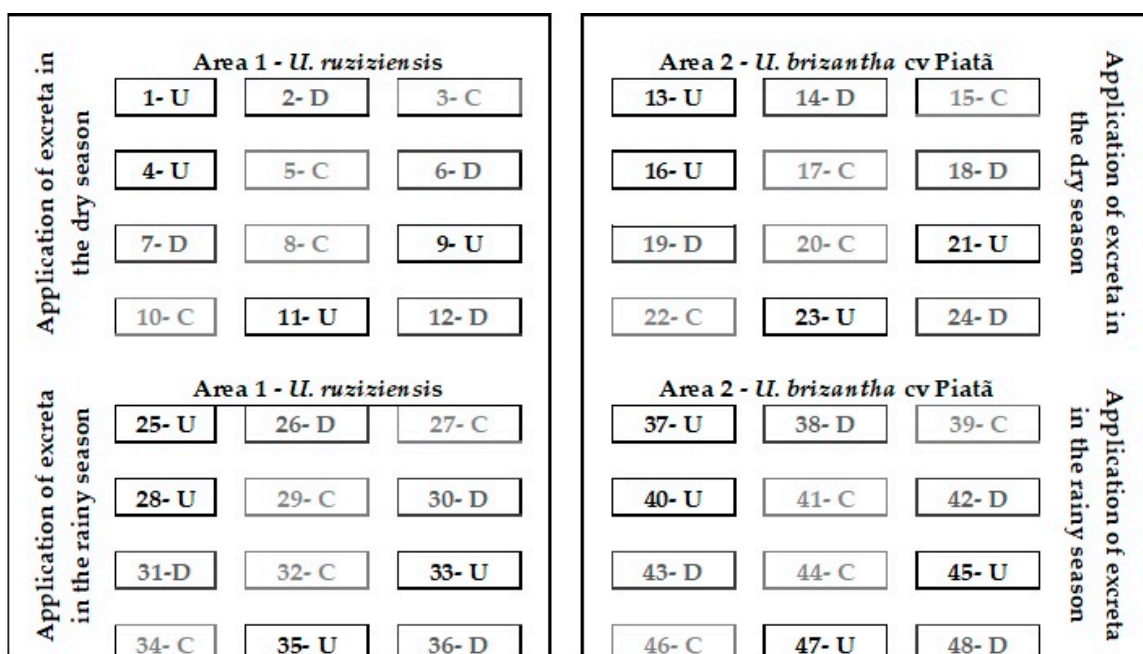 Application of excreta in
the dry season
Area 1 - U. ruziziensis
1- U 2- D 3- C
4- U 5- C 6- D
7- D 8- C 9- U
10- C 11- U 12- D
Area 2 - U. brizantha cv Piatã
13- U 14- D 15- C
16- U 17- C 18- D
19- D 20- C 21- U
22- C 23- U 24- D
Application of excreta in
the dry season
Application of excreta
in the rainy season
Area 1 - U. ruziziensis
25- U 26- D 27- C
28- U 29- C 30- D
31-D 32- C 33- U
34- C 35- U 36- D
Area 2 - U. brizantha cv Piatã
37- U 38- D 39- C
40- U 41- C 42- D
43- D 44- C 45- U
46- C 47- U 48- D
Application of excreta
in the rainy season